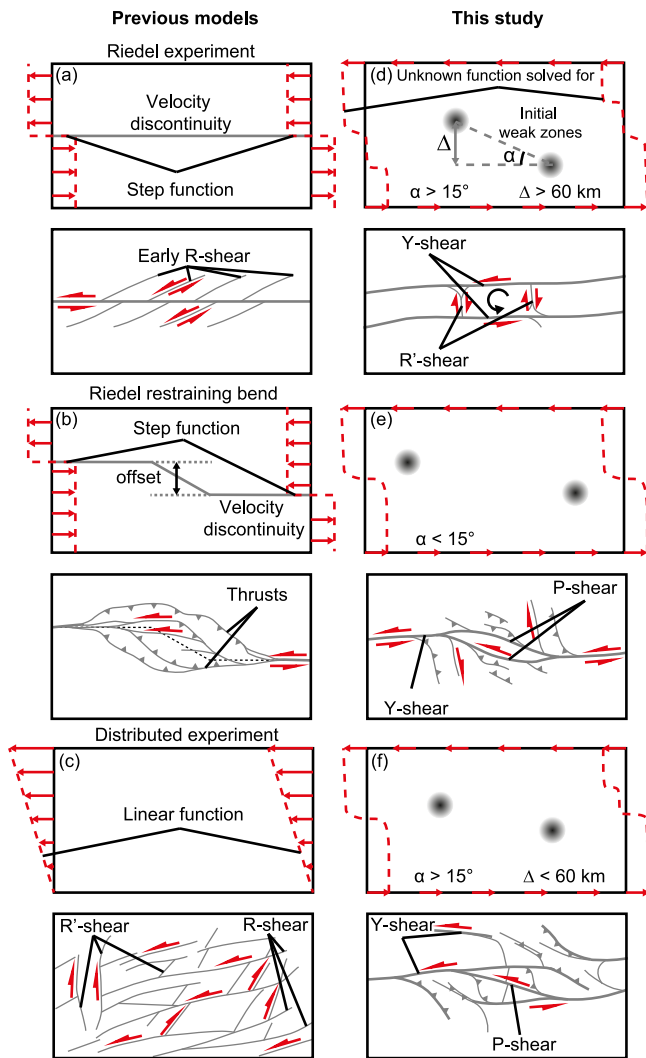 Previous models
Riedel experiment
(a)
Velocity
discontinuity
Step function
Early R-shear
Riedel restraining bend
(b)
Step function
offset
Velocity
discontinuity
Thrusts
Distributed experiment
(c)
Linear function
R'-shear
R-shear
This study
(d)
Unknown function solved for
Initial
weak zones
Δ
α
α > 15°
Δ > 60 km
Y-shear
R'-shear
(e)
α < 15°
P-shear
Y-shear
(f)
α > 15°
Δ < 60 km
Y-shear
P-shear